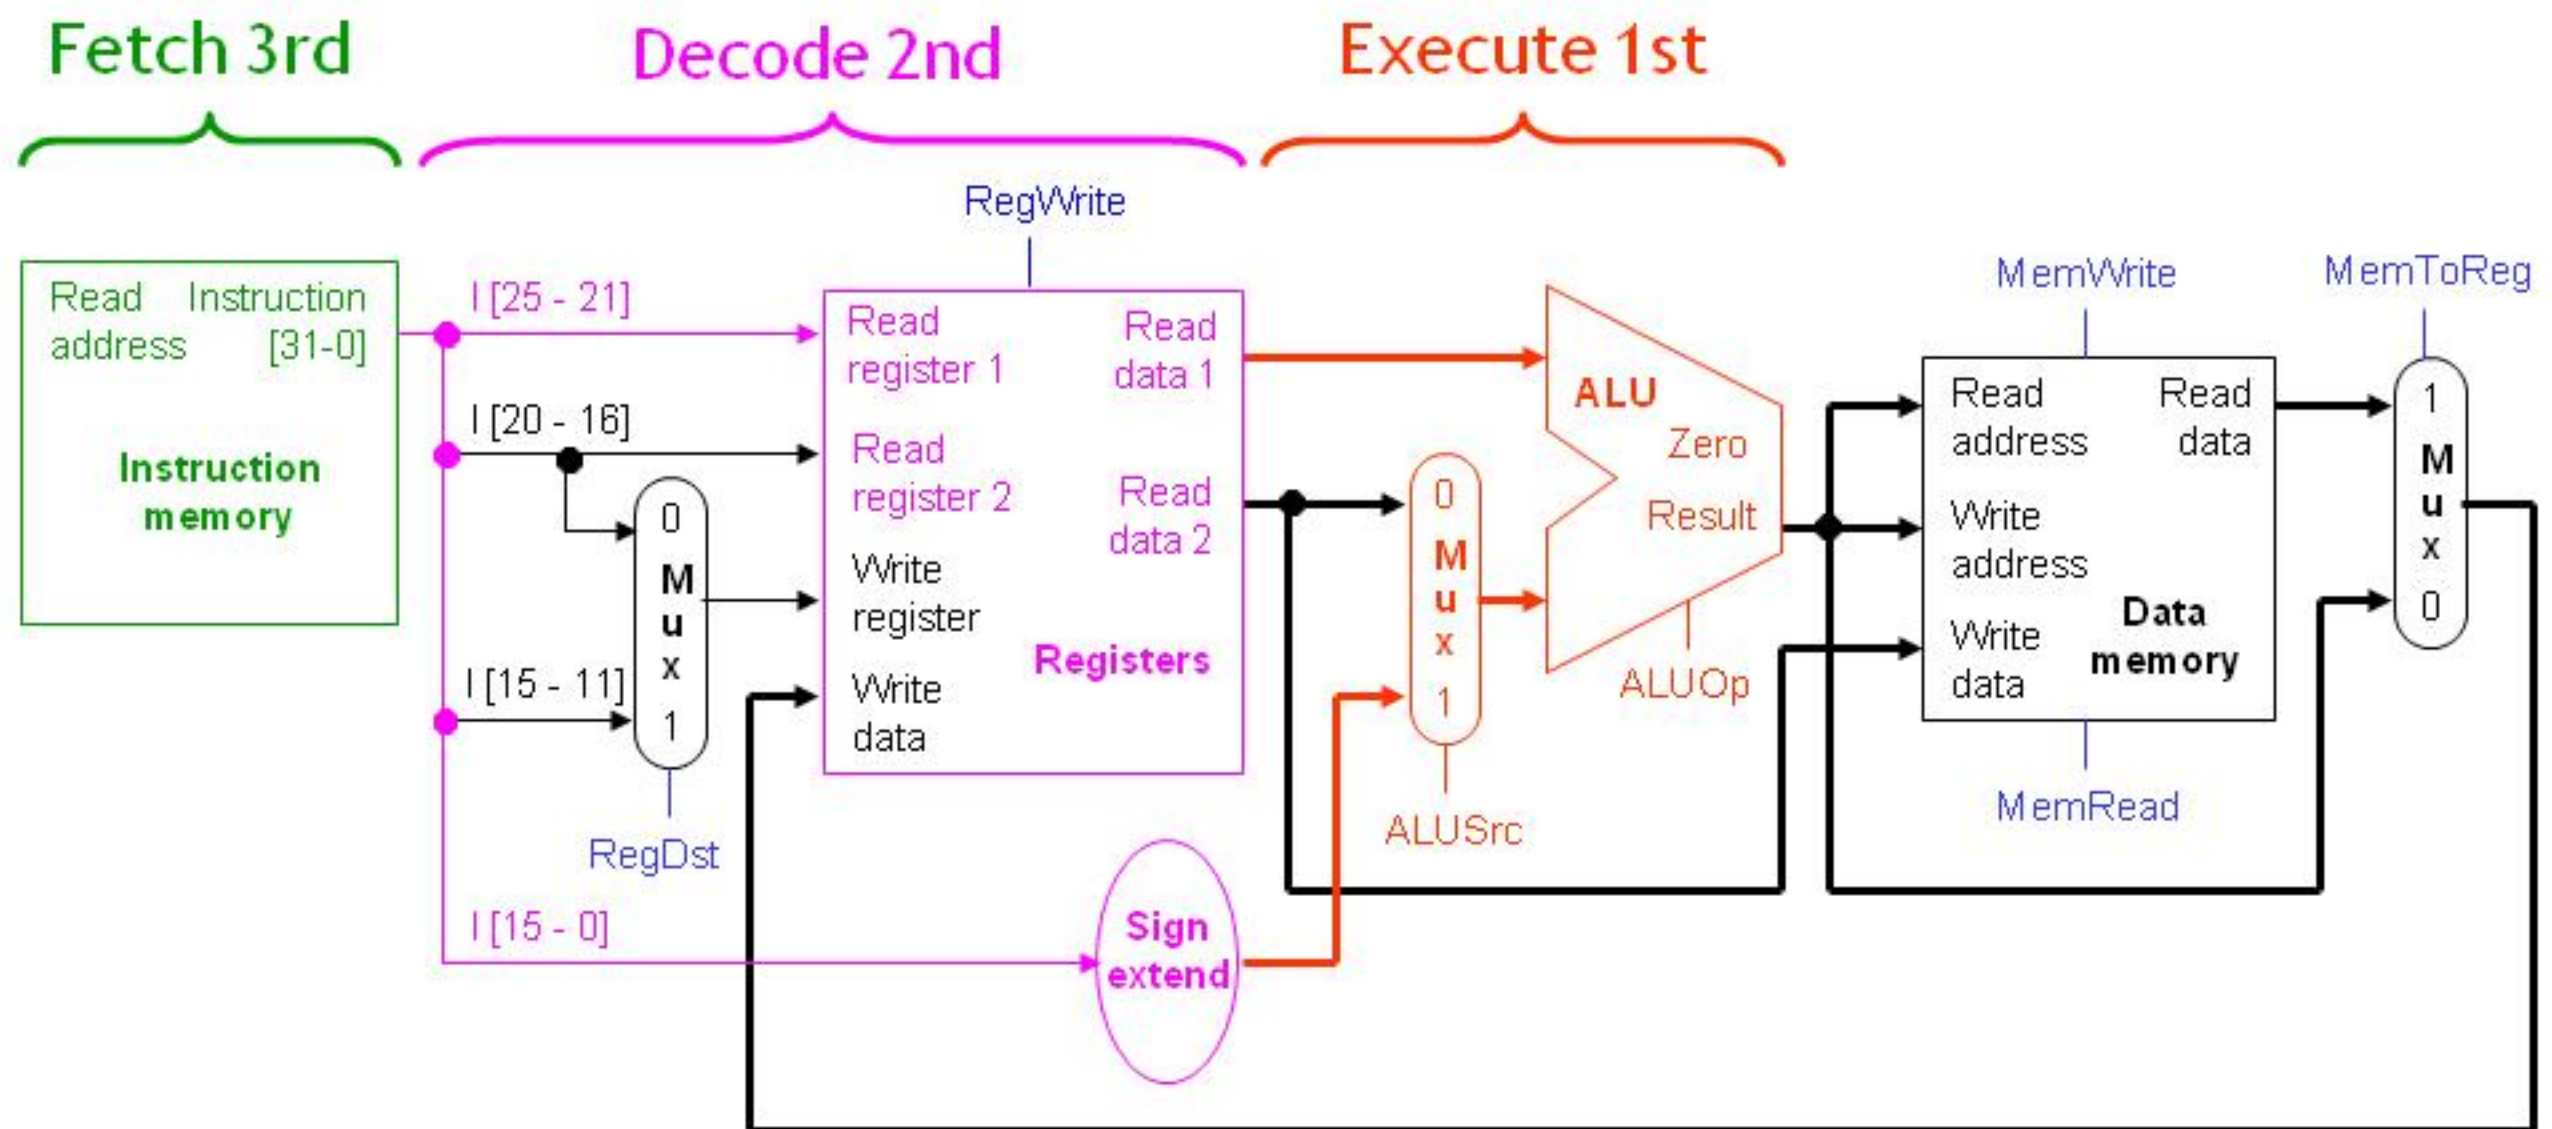 Fetch 3rd
Decode 2nd
Execute 1st
RegWrite
MemWrite
MemToReg
Read Instruction
address [31-0]
Instruction
memory
I [25 - 21]
I [20 - 16]
I [15 - 11]
I [15 - 0]
0
M
u
x
1
RegDst
Read
register 1
Read
data 1
Read
register 2
Read
data 2
Write
register
Write
data
Registers
Sign
extend
0
M
u
x
1
ALUSrc
ALU
Zero
Result
ALUOp
Read
address
Read
data
Write
address
Write
data
Data
memory
MemRead
1
M
u
x
0